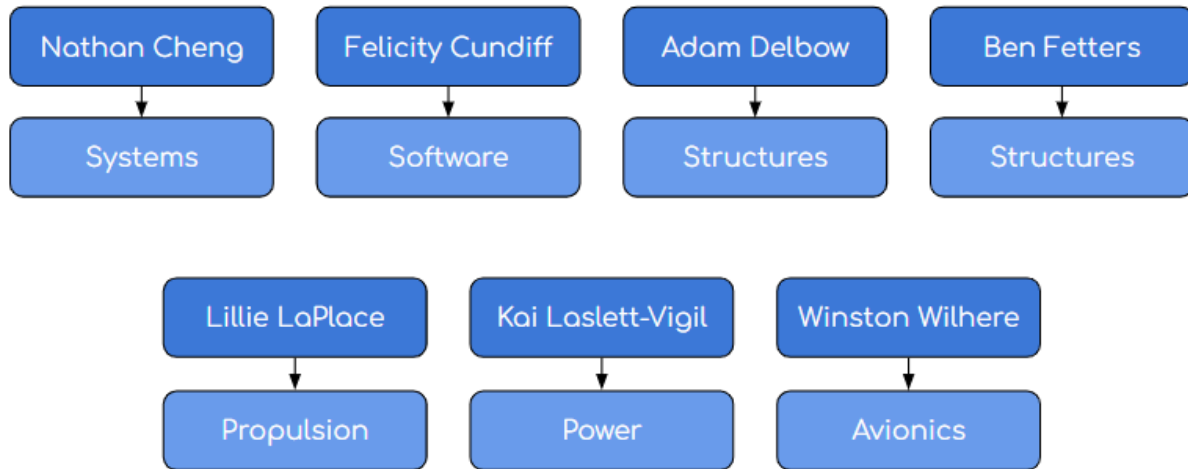 Nathan Cheng
Felicity Cundiff
Adam Delbow
Ben Fetters
Systems
Software
Structures
Structures
Lillie LaPlace
Kai Laslett-Vigil
Winston Wilhere
Propulsion
Power
Avionics